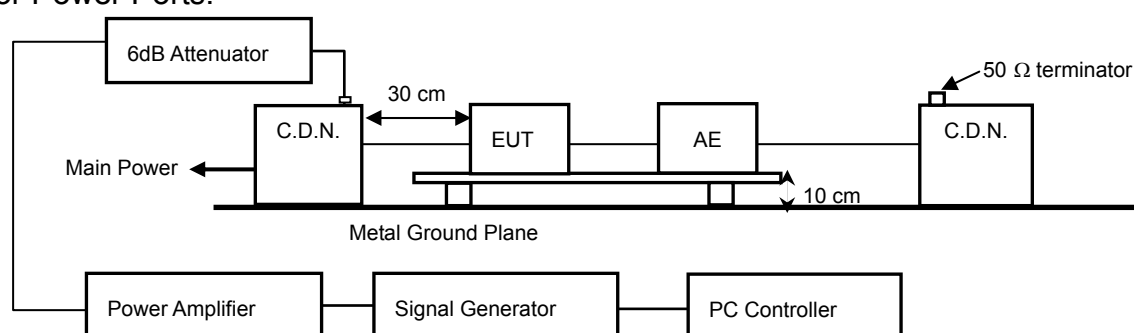 Power Ports:
6dB Attenuator
50 Ω terminator
30 cm
C.D.N.
EUT
AE
C.D.N.
Main Power
10 cm
Metal Ground Plane
Power Amplifier
Signal Generator
PC Controller